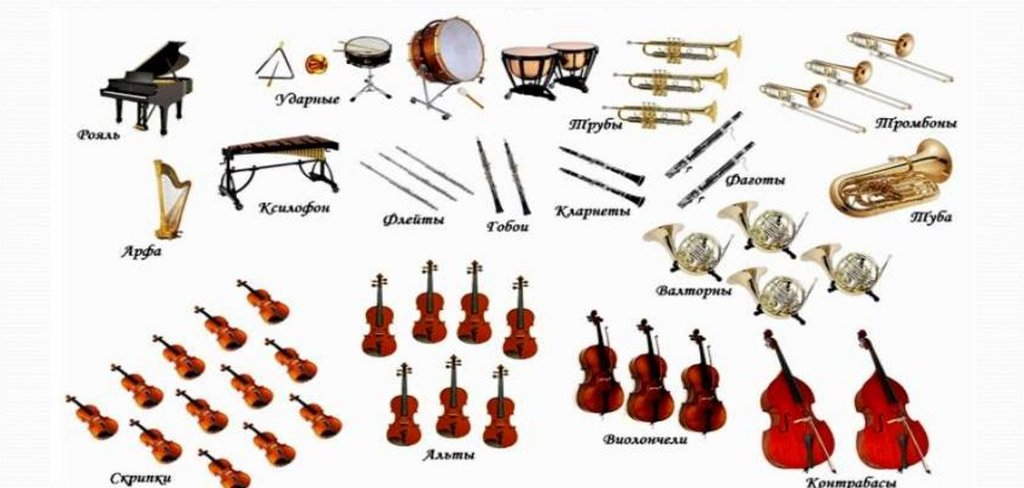 Рояль
Ударные
Трубы
Тромбоны
Арфа
Ксилофон
Флейты
Гобои
Кларнеты
Фаготы
Туба
Валторны
Скрипки
Альты
Виолончели
Контрабасы